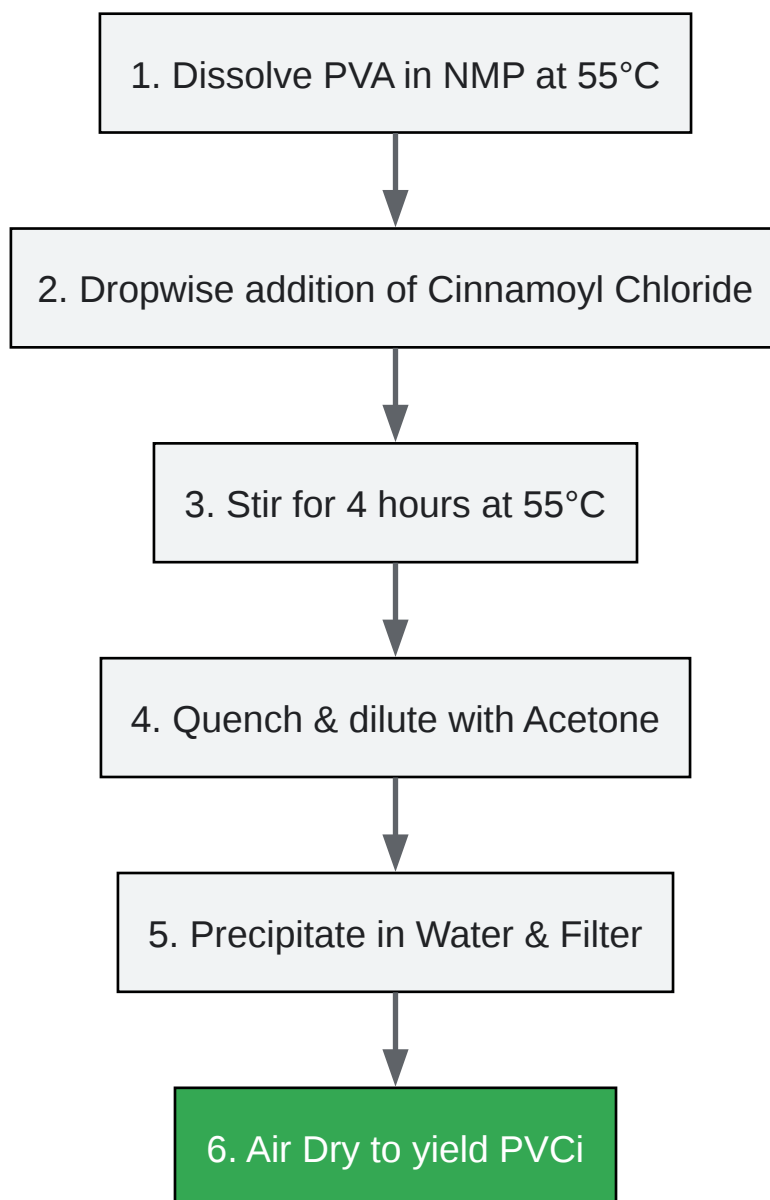 1. Dissolve PVA in NMP at 55°C
2. Dropwise addition of Cinnamoyl Chloride
3. Stir for 4 hours at 55°C
4. Quench & dilute with Acetone
5. Precipitate in Water & Filter
6. Air Dry to yield PVCi